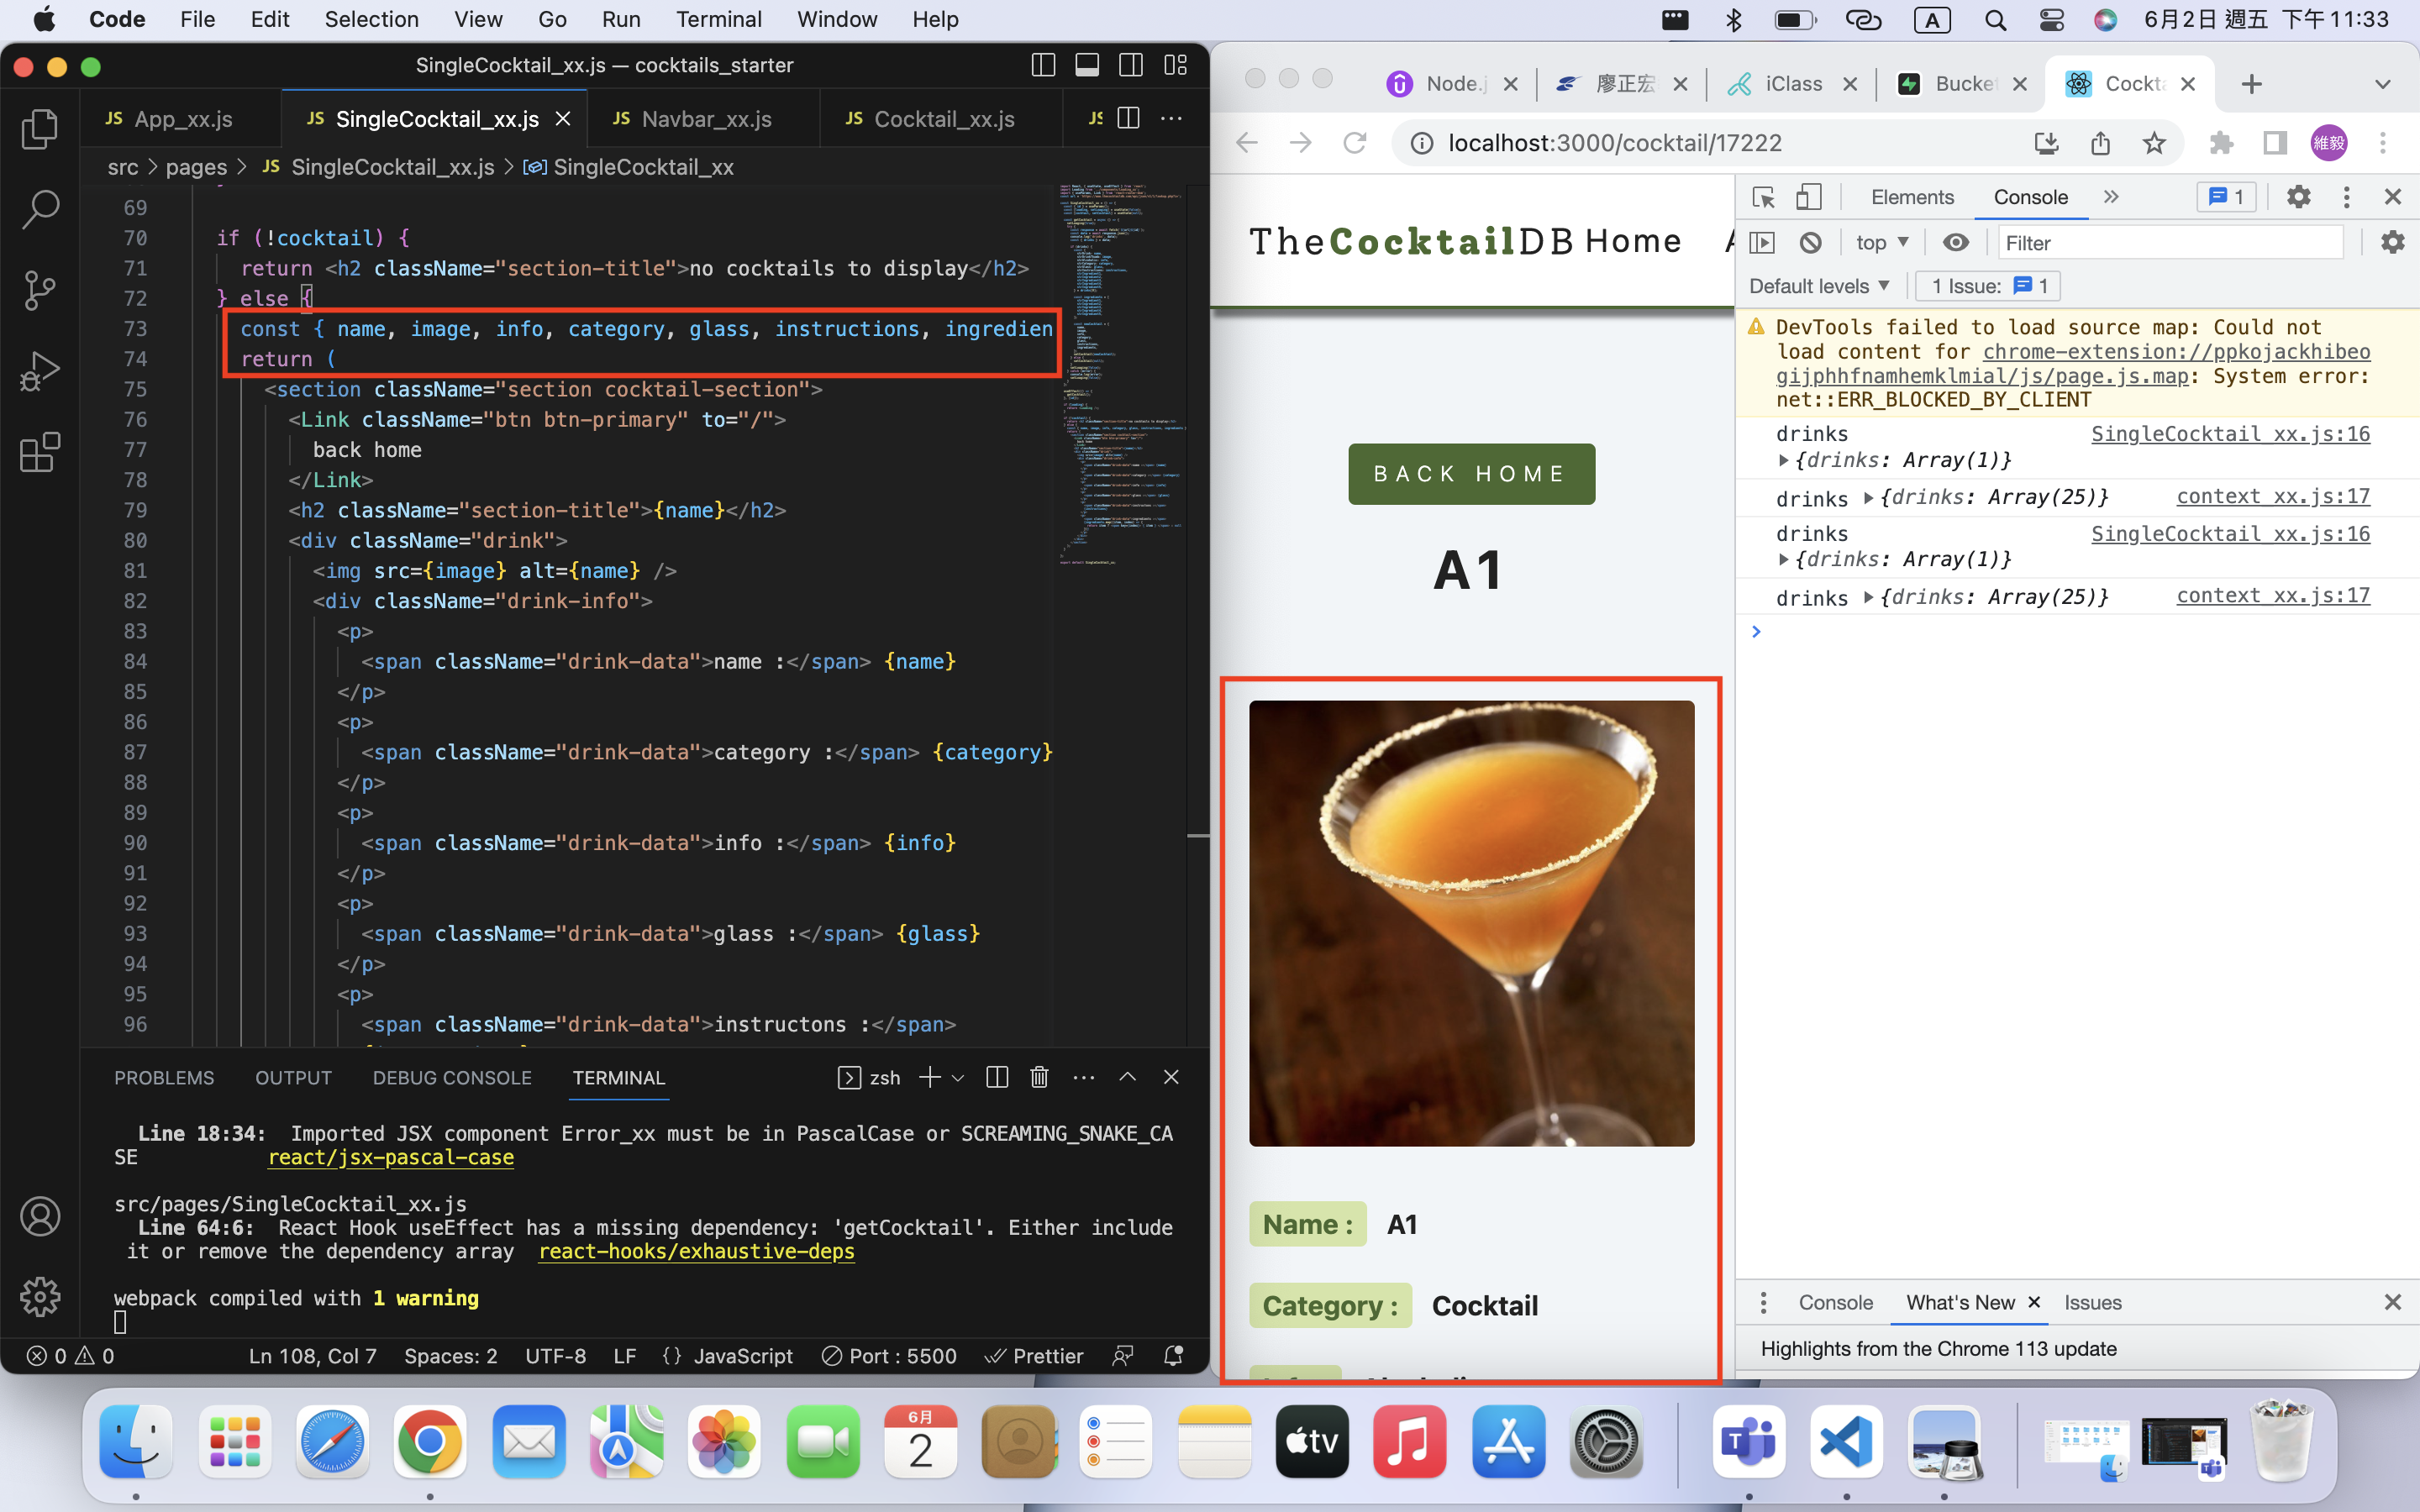 Code File Edit Selection View Go Run Terminal Window Help
A 6月2日 週五 下午11:33
SingleCocktail_xx.js — cocktails_starter
JS App_xx.js JS SingleCocktail_xx.js JS Navbar_xx.js JS Cocktail_xx.js JS
src > pages > JS SingleCocktail_xx.js > SingleCocktail_xx
69
70 if (!cocktail) {
71 return <h2 className="section-title">no cocktails to display</h2>
72 } else {
73 const { name, image, info, category, glass, instructions, ingredien
74 return (
75 <section className="section cocktail-section">
76 <Link className="btn btn-primary" to="/">
77 back home
78 </Link>
79 <h2 className="section-title">{name}</h2>
80 <div className="drink">
81 <img src={image} alt={name} />
82 <div className="drink-info">
83 <p>
84 <span className="drink-data">name :</span> {name}
85 </p>
86 <p>
87 <span className="drink-data">category :</span> {category}
88 </p>
89 <p>
90 <span className="drink-data">info :</span> {info}
91 </p>
92 <p>
93 <span className="drink-data">glass :</span> {glass}
94 </p>
95 <p>
96 <span className="drink-data">instructons :</span>
PROBLEMS OUTPUT DEBUG CONSOLE TERMINAL zsh
Line 18:34: Imported JSX component Error_xx must be in PascalCase or SCREAMING_SNAKE_CA
SE react/jsx-pascal-case
src/pages/SingleCocktail_xx.js
Line 64:6: React Hook useEffect has a missing dependency: 'getCocktail'. Either include
it or remove the dependency array react-hooks/exhaustive-deps
webpack compiled with 1 warning
0 0 Ln 108, Col 7 Spaces: 2 UTF-8 LF {} JavaScript Port : 5500 Prettier
Node.j 廖正宏 iClass Bucket Cockta
localhost:3000/cocktail/17222 維毅
TheCocktailDB Home
BACK HOME
A1
Name : A1
Category : Cocktail
Elements Console 1
top Filter
Default levels 1 Issue: 1
DevTools failed to load source map: Could not
load content for chrome-extension://ppkojackhibeo
gijphhfnamhemklmial/js/page.js.map: System error:
net::ERR_BLOCKED_BY_CLIENT
drinks SingleCocktail_xx.js:16
{drinks: Array(1)}
drinks {drinks: Array(25)} context_xx.js:17
drinks SingleCocktail_xx.js:16
{drinks: Array(1)}
drinks {drinks: Array(25)} context_xx.js:17
Console What's New Issues
Highlights from the Chrome 113 update
6月
2
tv